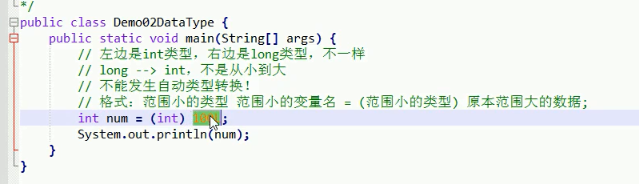 */
public class Demo02DataType {
public static void main(String[] args) {
// 左边是int类型，右边是long类型，不一样
// long --> int，不是从小到大
// 不能发生自动类型转换！
// 格式：范围小的类型 范围小的变量名 = (范围小的类型) 原本范围大的数据;
int num = (int) ;
System.out.println(num);
}
}